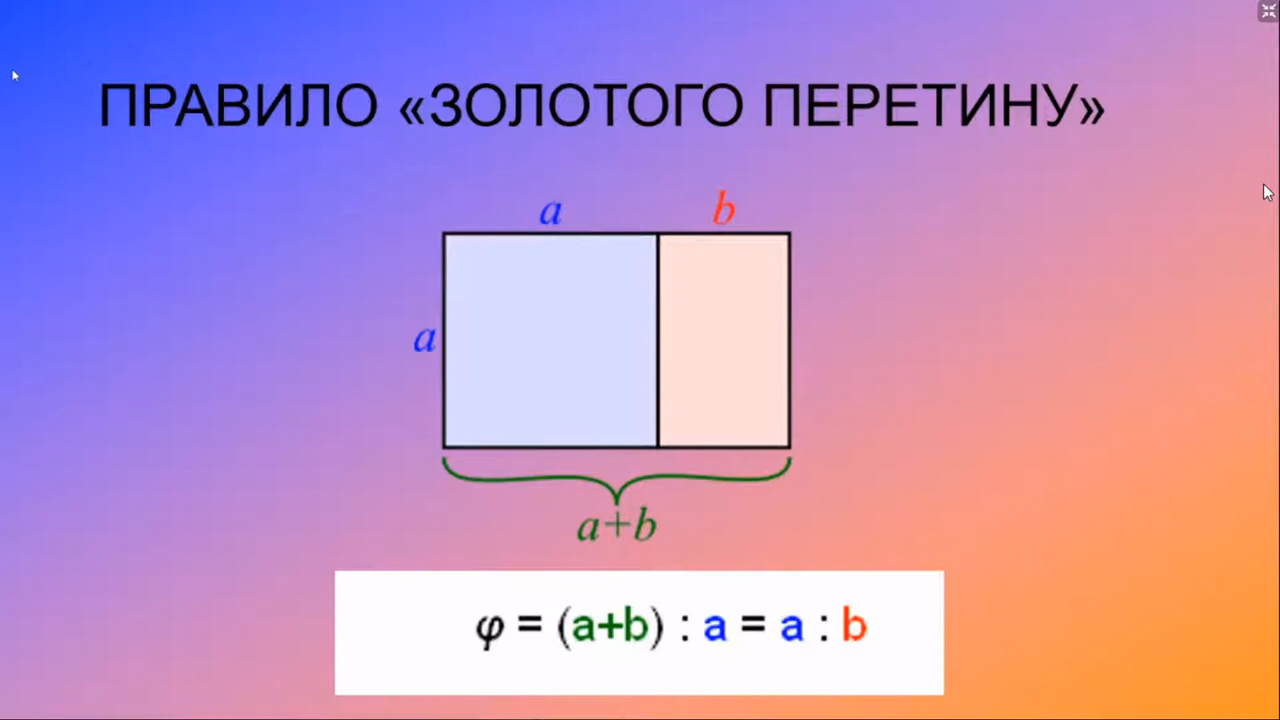 ПРАВИЛО «ЗОЛОТОГО ПЕРЕТИНУ»
a b
a
a+b
φ = (a+b) : a = a : b